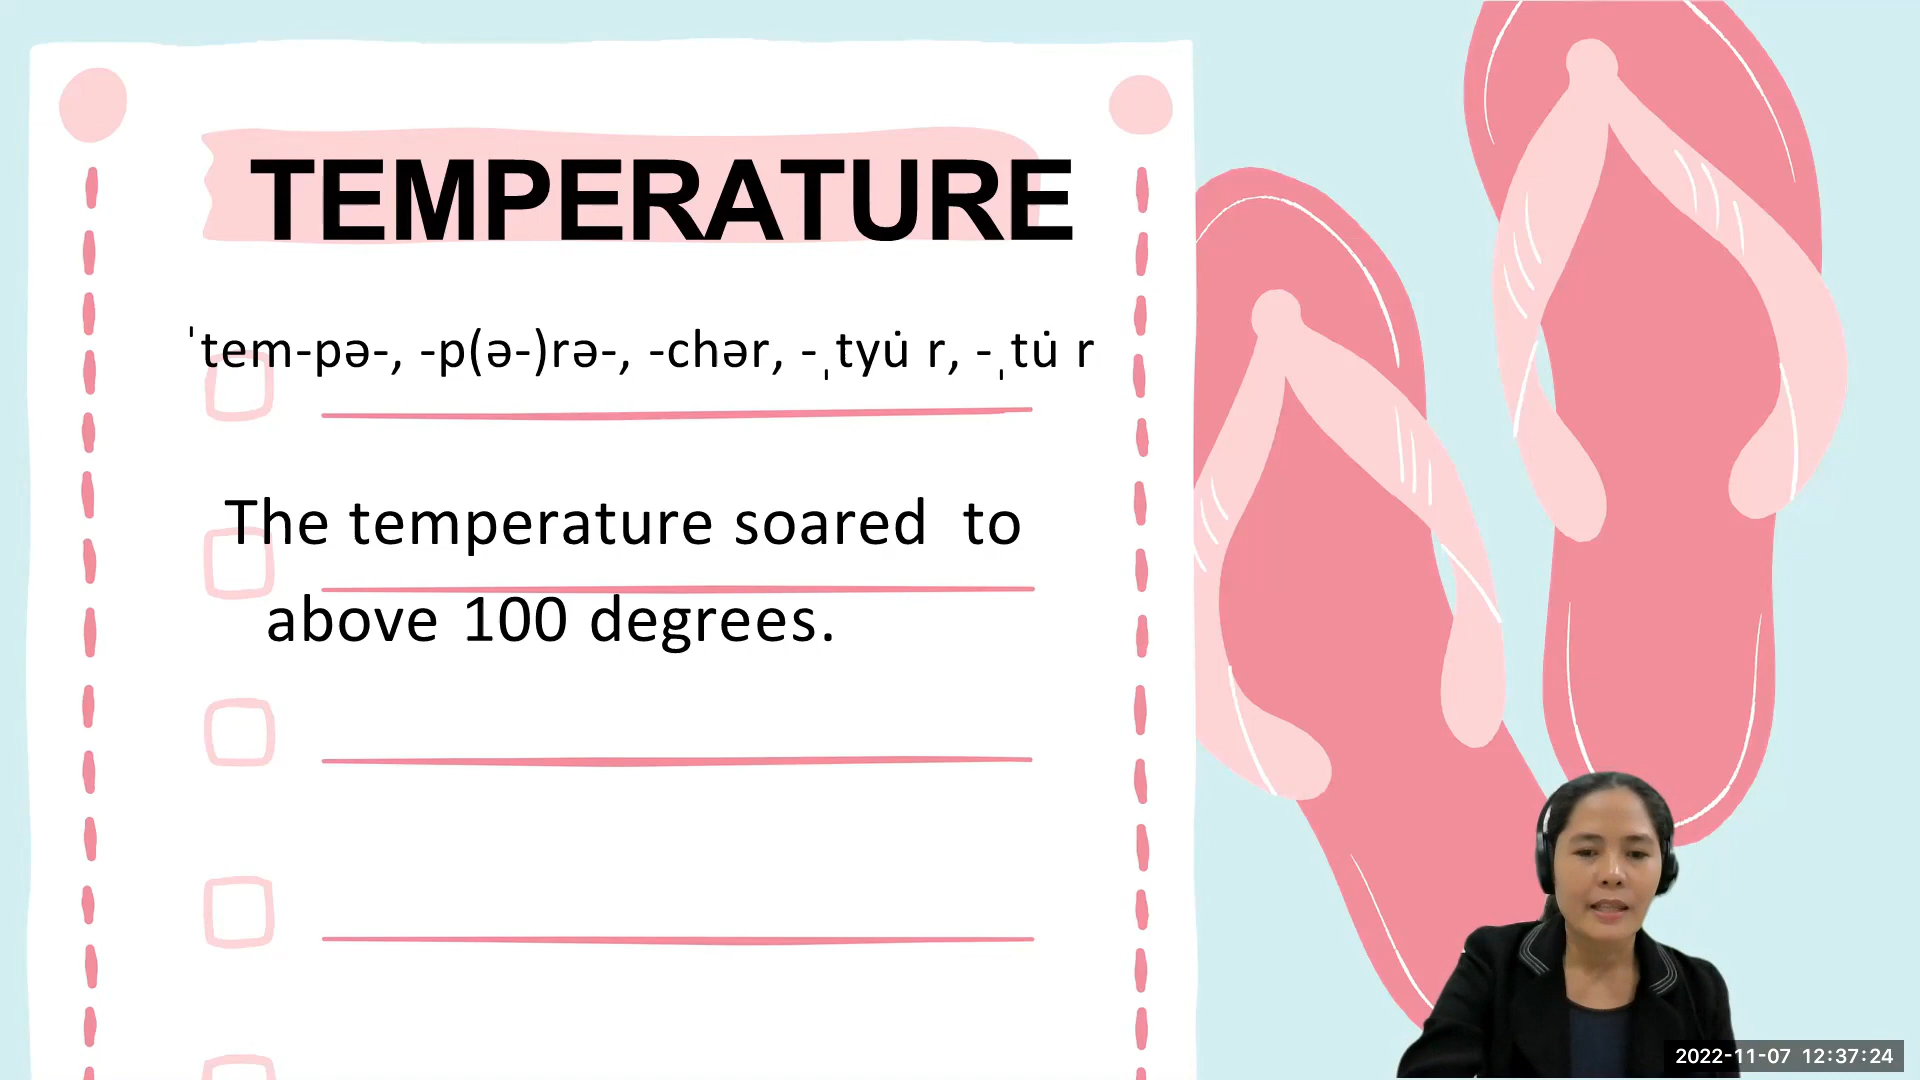 TEMPERATURE
ˈtem-pə-, -p(ə-)rə-, -chər, -ˌtyu̇ r, -ˌtu̇ r
The temperature soared to
above 100 degrees.
2022-11-07 12:37:24